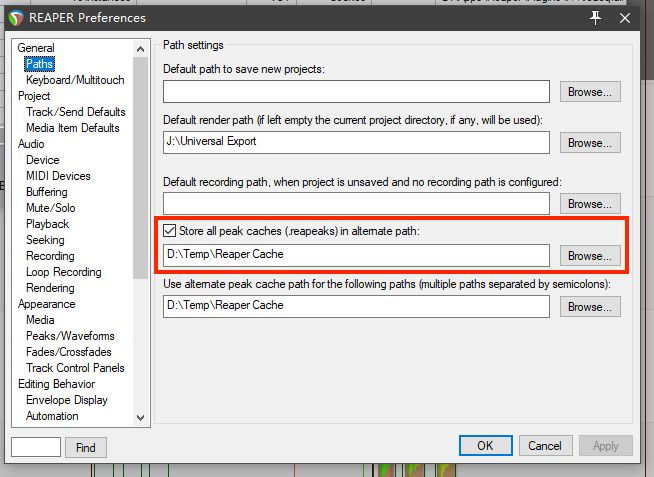 REAPER Preferences
General
Paths
Keyboard/Multitouch
Project
Track/Send Defaults
Media Item Defaults
Audio
Device
MIDI Devices
Buffering
Mute/Solo
Playback
Seeking
Recording
Loop Recording
Rendering
Appearance
Media
Peaks/Waveforms
Fades/Crossfades
Track Control Panels
Editing Behavior
Envelope Display
Automation
Find
Path settings
Default path to save new projects:
Browse...
Default render path (if left empty the current project directory, if any, will be used):
J:\Universal Export
Browse...
Default recording path, when project is unsaved and no recording path is configured:
Browse...
Store all peak caches (.reapeaks) in alternate path:
D:\Temp\Reaper Cache
Browse...
Use alternate peak cache path for the following paths (multiple paths separated by semicolons):
D:\Temp\Reaper Cache
Browse...
OK
Cancel
Apply